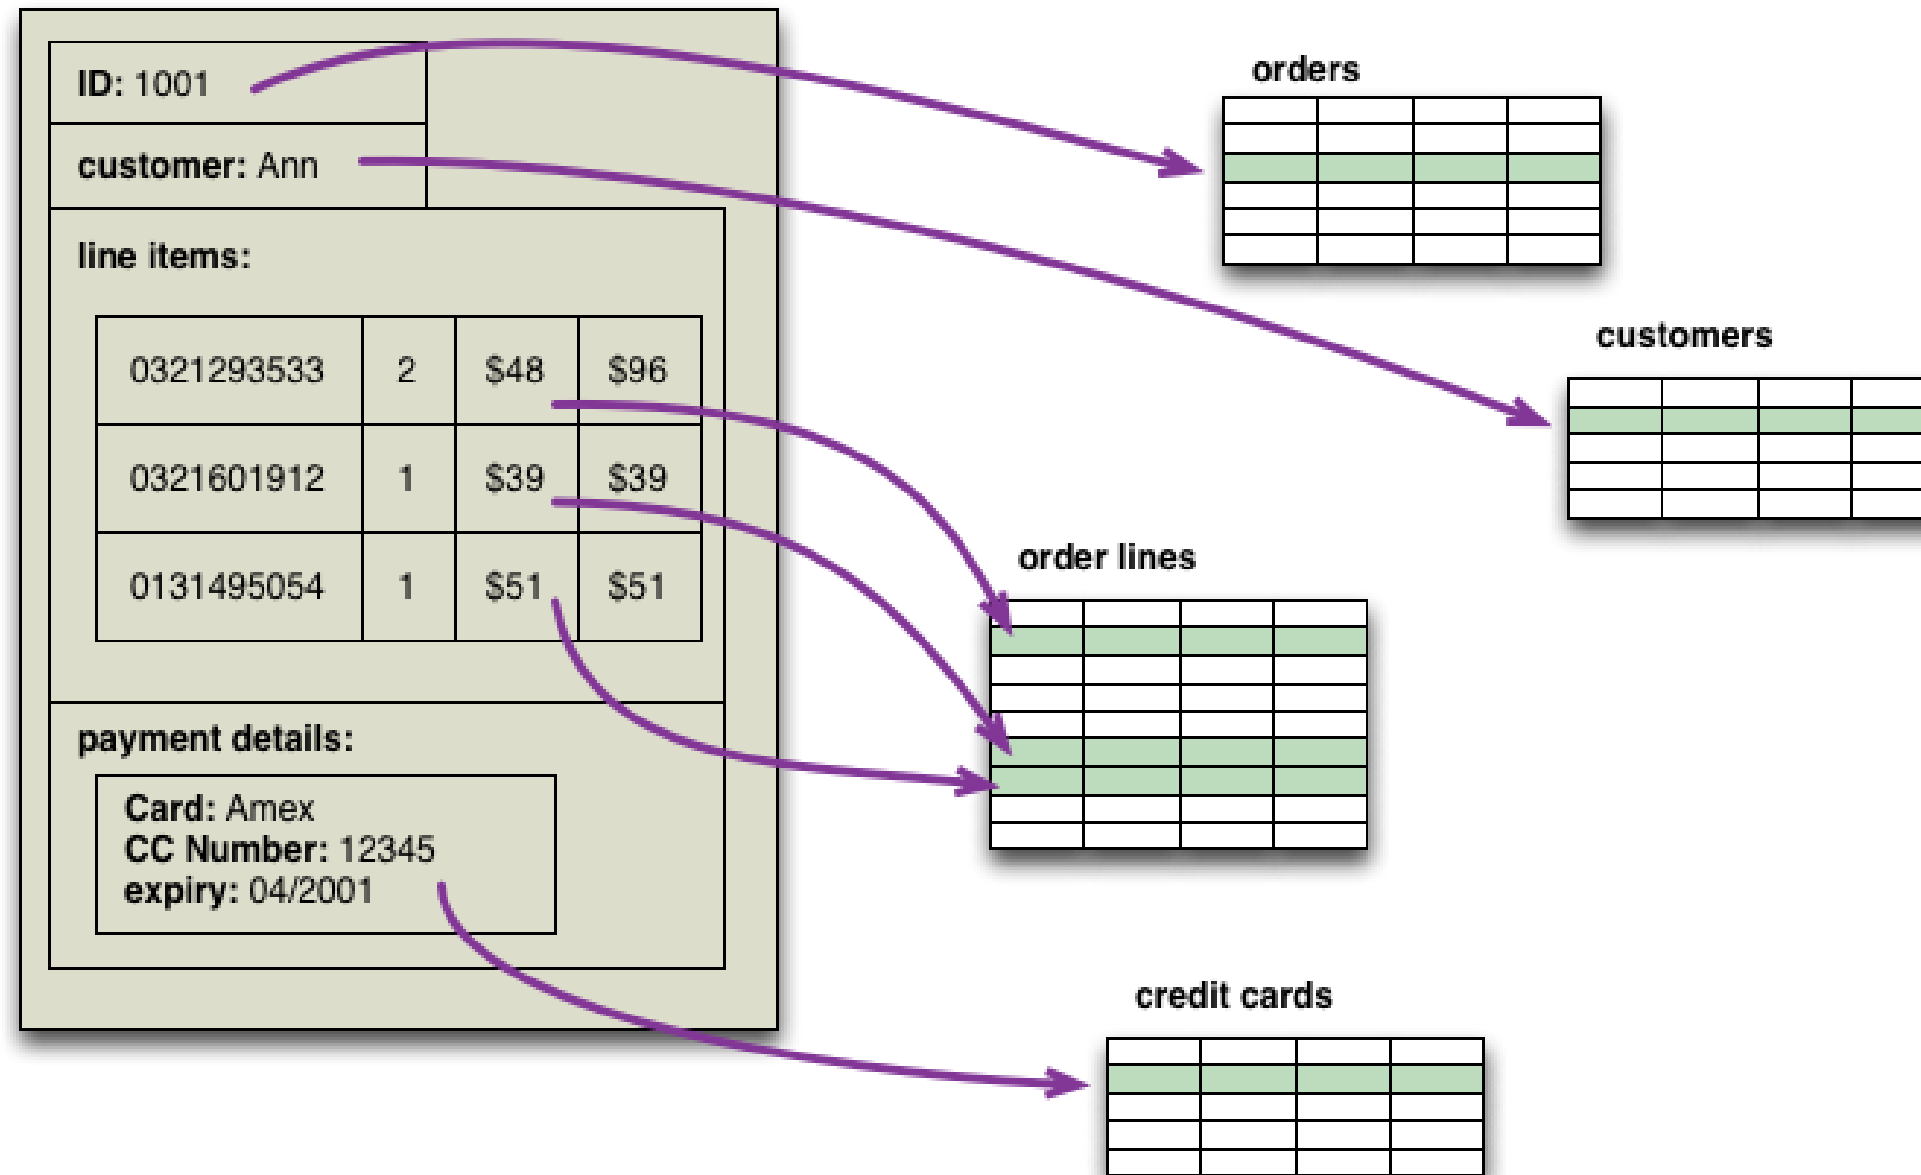 ID: 1001
customer: Ann
line items:
0321293533 2 $48 $96
0321601912 1 $39 $39
0131495054 1 $51 $51
payment details:
Card: Amex
CC Number: 12345
expiry: 04/2001
orders
customers
order lines
credit cards